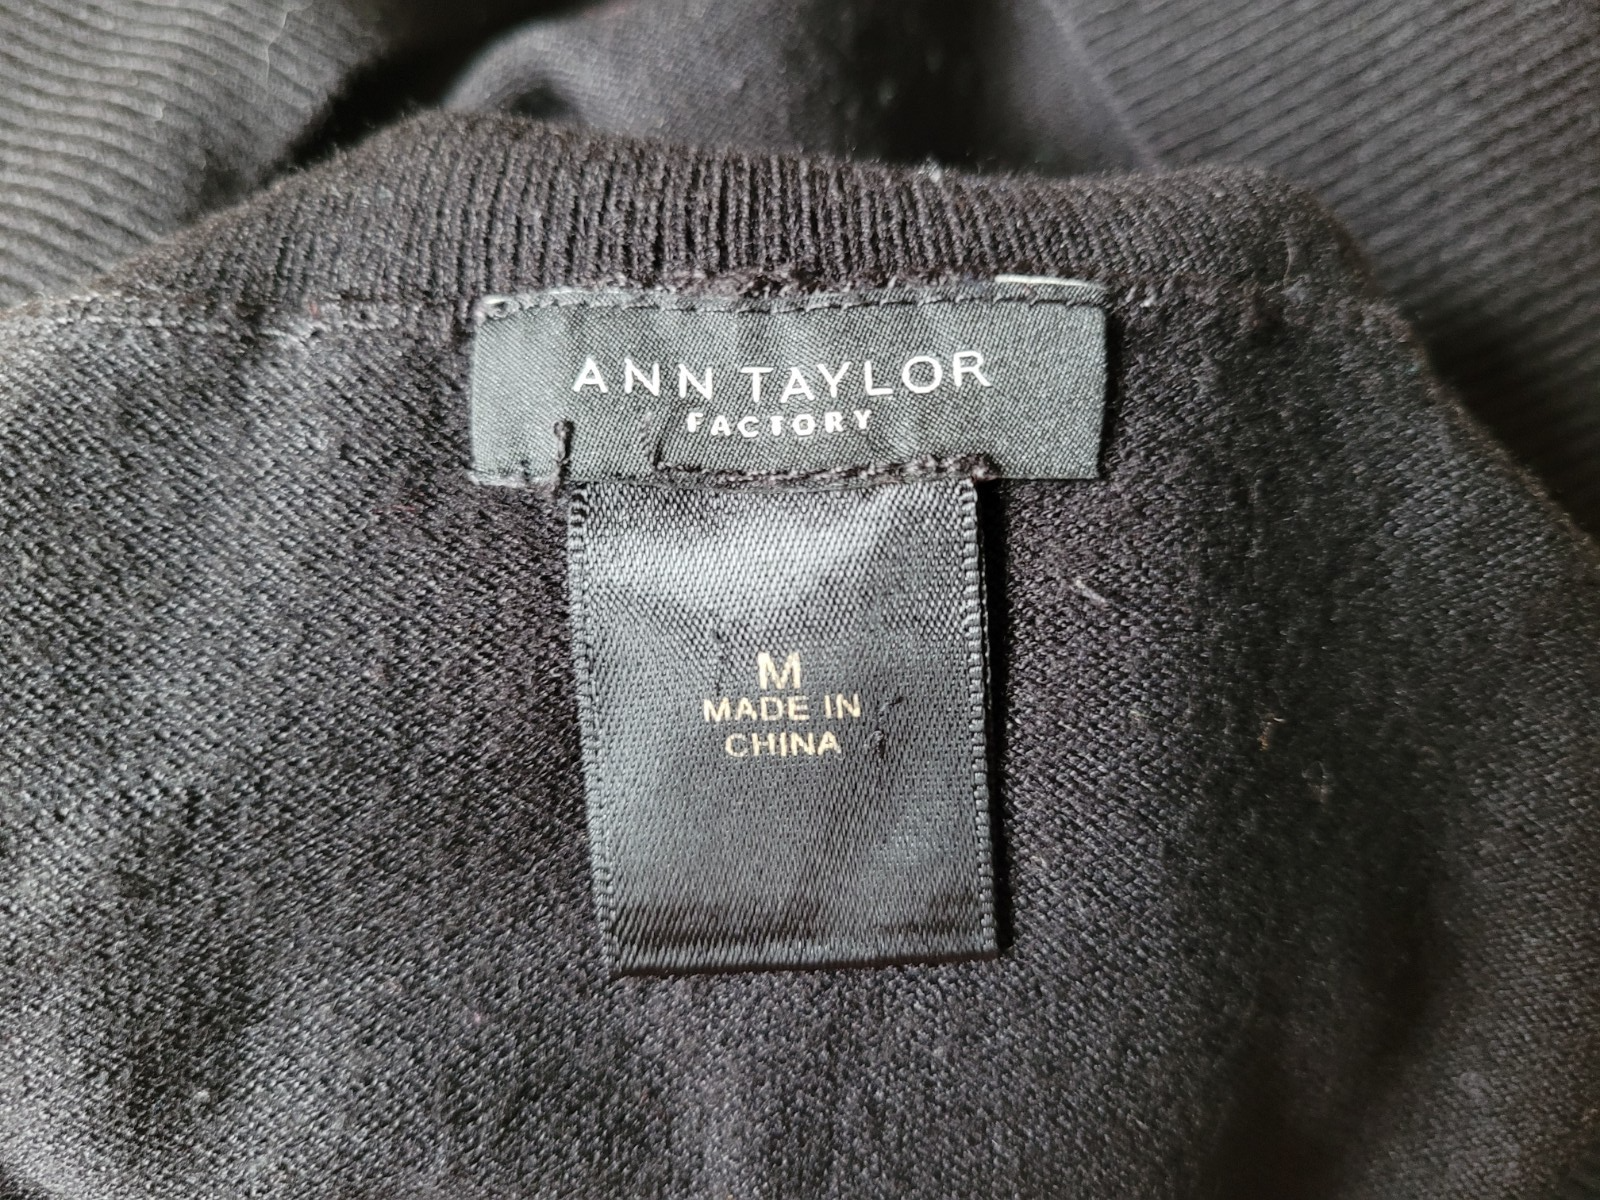 ANN TAYLOR
FACTORY
M
MADE IN
CHINA